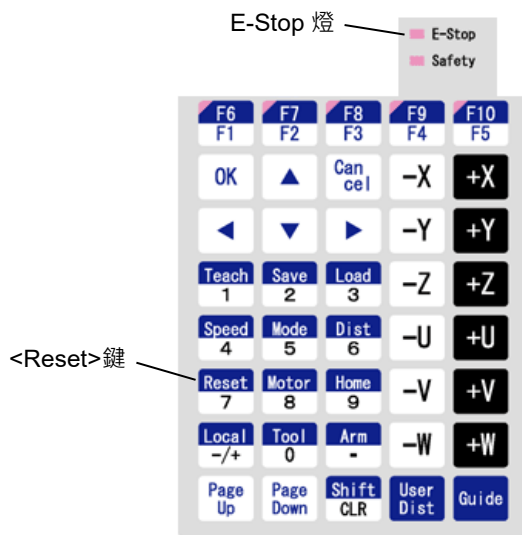 E-Stop 燈
E-Stop
Safety
F6 F7 F8 F9 F10
F1 F2 F3 F4 F5
OK ▲ Can cel -X +X
◀ ▼ ▶ -Y +Y
Teach Save Load
1 2 3 -Z +Z
Speed Mode Dist
4 5 6 -U +U
<Reset>鍵
Reset Motor Home
7 8 9 -V +V
Local Tool Arm
-/+ 0 - -W +W
Page Page Shift User Guide
Up Down CLR Dist